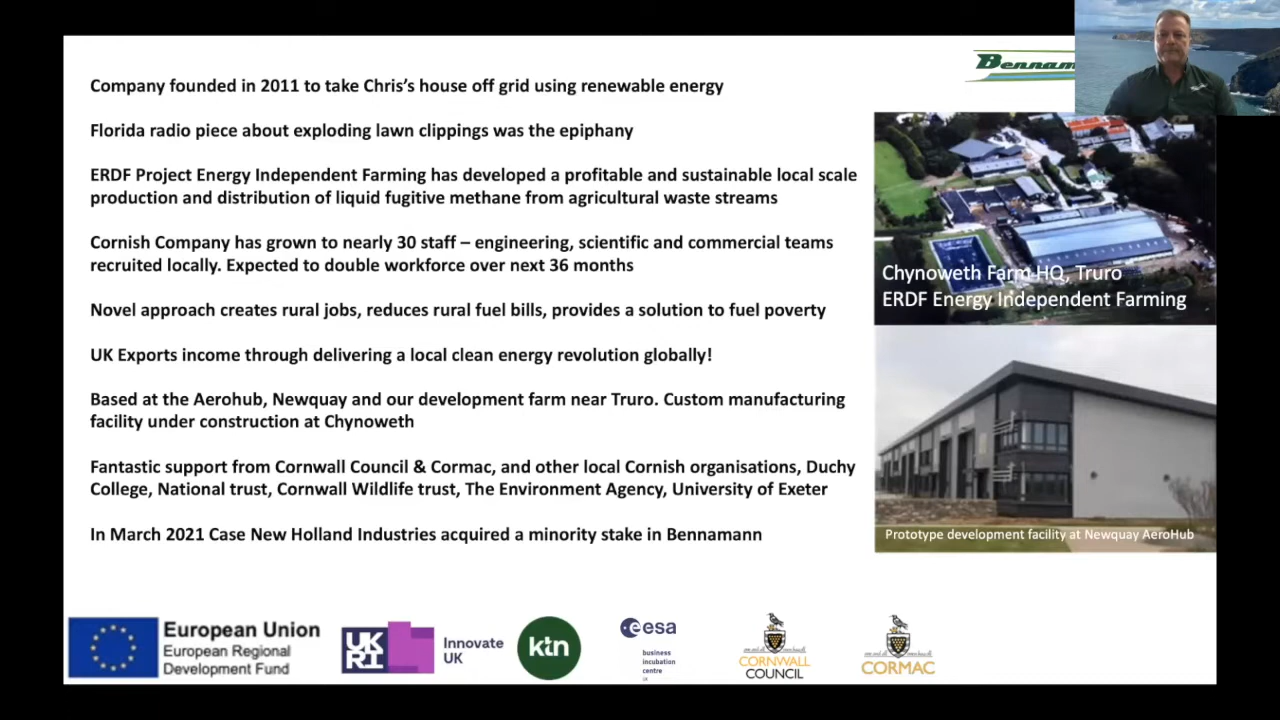 Company founded in 2011 to take Chris's house off grid using renewable energy
Florida radio piece about exploding lawn clippings was the epiphany
ERDF Project Energy Independent Farming has developed a profitable and sustainable local scale
production and distribution of liquid fugitive methane from agricultural waste streams
Cornish Company has grown to nearly 30 staff – engineering, scientific and commercial teams
recruited locally. Expected to double workforce over next 36 months
Novel approach creates rural jobs, reduces rural fuel bills, provides a solution to fuel poverty
UK Exports income through delivering a local clean energy revolution globally!
Based at the Aerohub, Newquay and our development farm near Truro. Custom manufacturing
facility under construction at Chynoweth
Fantastic support from Cornwall Council & Cormac, and other local Cornish organisations, Duchy
College, National trust, Cornwall Wildlife trust, The Environment Agency, University of Exeter
In March 2021 Case New Holland Industries acquired a minority stake in Bennamann
Bennam
Chynoweth Farm HQ, Truro
ERDF Energy Independent Farming
Prototype development facility at Newquay AeroHub
European Union
European Regional
Development Fund
UK
RI
Innovate
UK
ktn
esa
business
incubation
centre
CORNWALL
COUNCIL
CORMAC